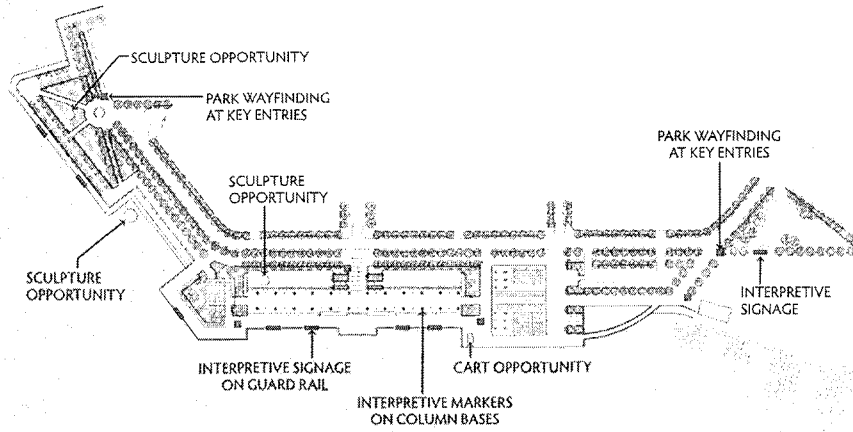 SCULPTURE OPPORTUNITY
PARK WAYFINDING
AT KEY ENTRIES
PARK WAYFINDING
AT KEY ENTRIES
SCULPTURE
OPPORTUNITY
SCULPTURE
OPPORTUNITY
INTERPRETIVE
SIGNAGE
INTERPRETIVE SIGNAGE
ON GUARD RAIL
CART OPPORTUNITY
INTERPRETIVE MARKERS
ON COLUMN BASES